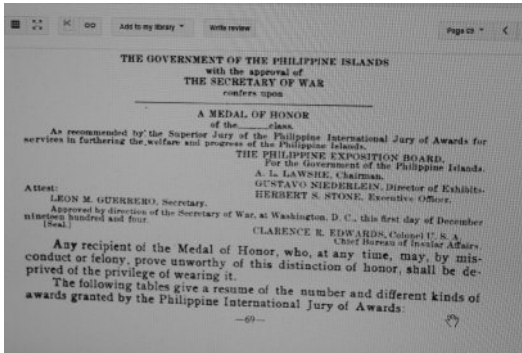 Add to my library
Write review
Page 69
THE GOVERNMENT OF THE PHILIPPINE ISLANDS
with the approval of
THE SECRETARY OF WAR
confers upon
A MEDAL OF HONOR
of the____class.
As recommended by the Superior Jury of the Philippine International Jury of Awards for
services in furthering the welfare and progress of the Philippine Islands.
THE PHILIPPINE EXPOSITION BOARD.
For the Government of the Philippine Islands.
A. L. LAWSHE, Chairman.
GUSTAVO NIEDERLEIN, Director of Exhibits.
HERBERT S. STONE, Executive Officer.
Attest:
LEON M. GUERRERO, Secretary.
Approved by direction of the Secretary of War, at Washington, D. C., this first day of December
nineteen hundred and four.
[Seal.]
CLARENCE R. EDWARDS, Colonel U. S. A.
Chief Bureau of Insular Affairs.
Any recipient of the Medal of Honor, who, at any time, may, by mis-
conduct or felony, prove unworthy of this distinction of honor, shall be de-
prived of the privilege of wearing it.
The following tables give a resume of the number and different kinds of
awards granted by the Philippine International Jury of Awards:
—69—